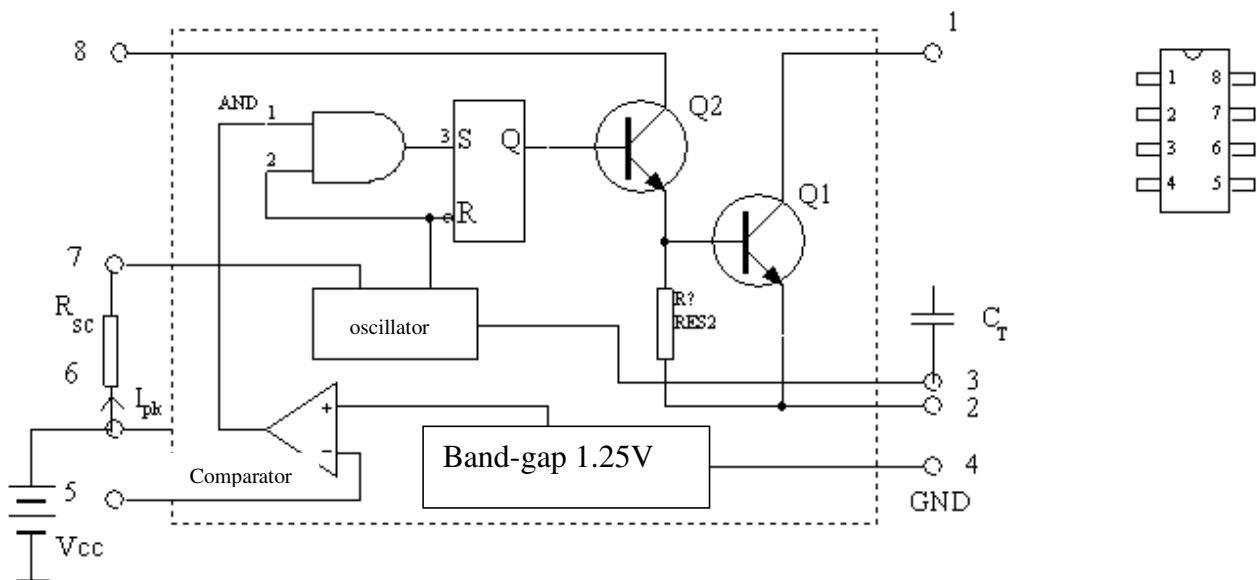 8
1
AND
1
2
3
S
Q
R
Q2
Q1
7
R SC
6
I pk
oscillator
R?
RES2
C T
3
2
+
-
Comparator
Band-gap 1.25V
4
GND
5
Vcc
1 8
2 7
3 6
4 5